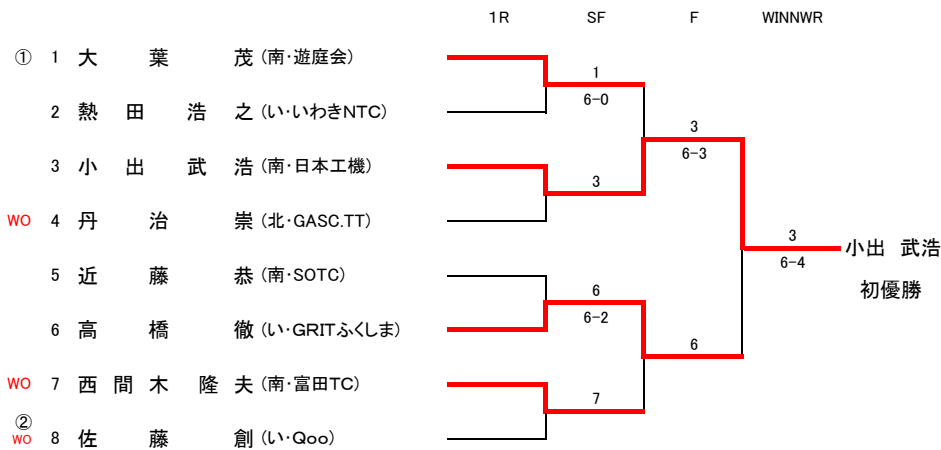 1R SF F WINNWR
① 1 大葉 茂 (南・遊庭会)
1
6-0
2 熱田 浩之 (い・いわきNTC)
3
6-3
3 小出 武浩 (南・日本工機)
3
WO 4 丹治 崇 (北・GASC.TT)
3
6-4
小出 武浩
初優勝
5 近藤 恭 (南・SOTC)
6
6-2
6 高橋 徹 (い・GRITふくしま)
6
WO 7 西間木 隆夫 (南・富田TC)
7
②
WO 8 佐藤 創 (い・Qoo)